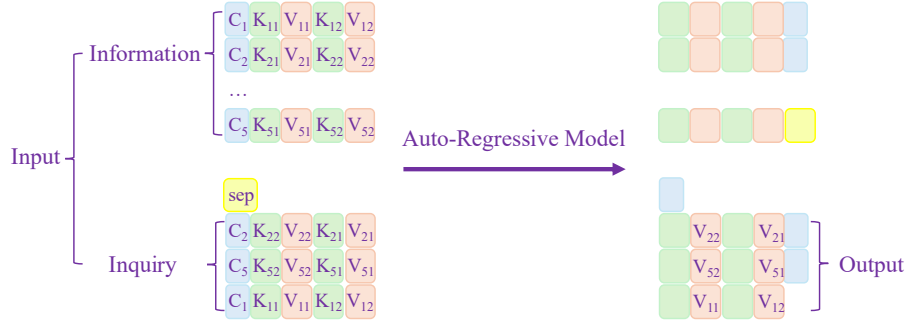 Input
Information
C1 K11 V11 K12 V12
C2 K21 V21 K22 V22
...
C5 K51 V51 K52 V52
sep
Inquiry
C2 K22 V22 K21 V21
C5 K52 V52 K51 V51
C1 K11 V11 K12 V12
Auto-Regressive Model
V22 V21
V52 V51
V11 V12
Output